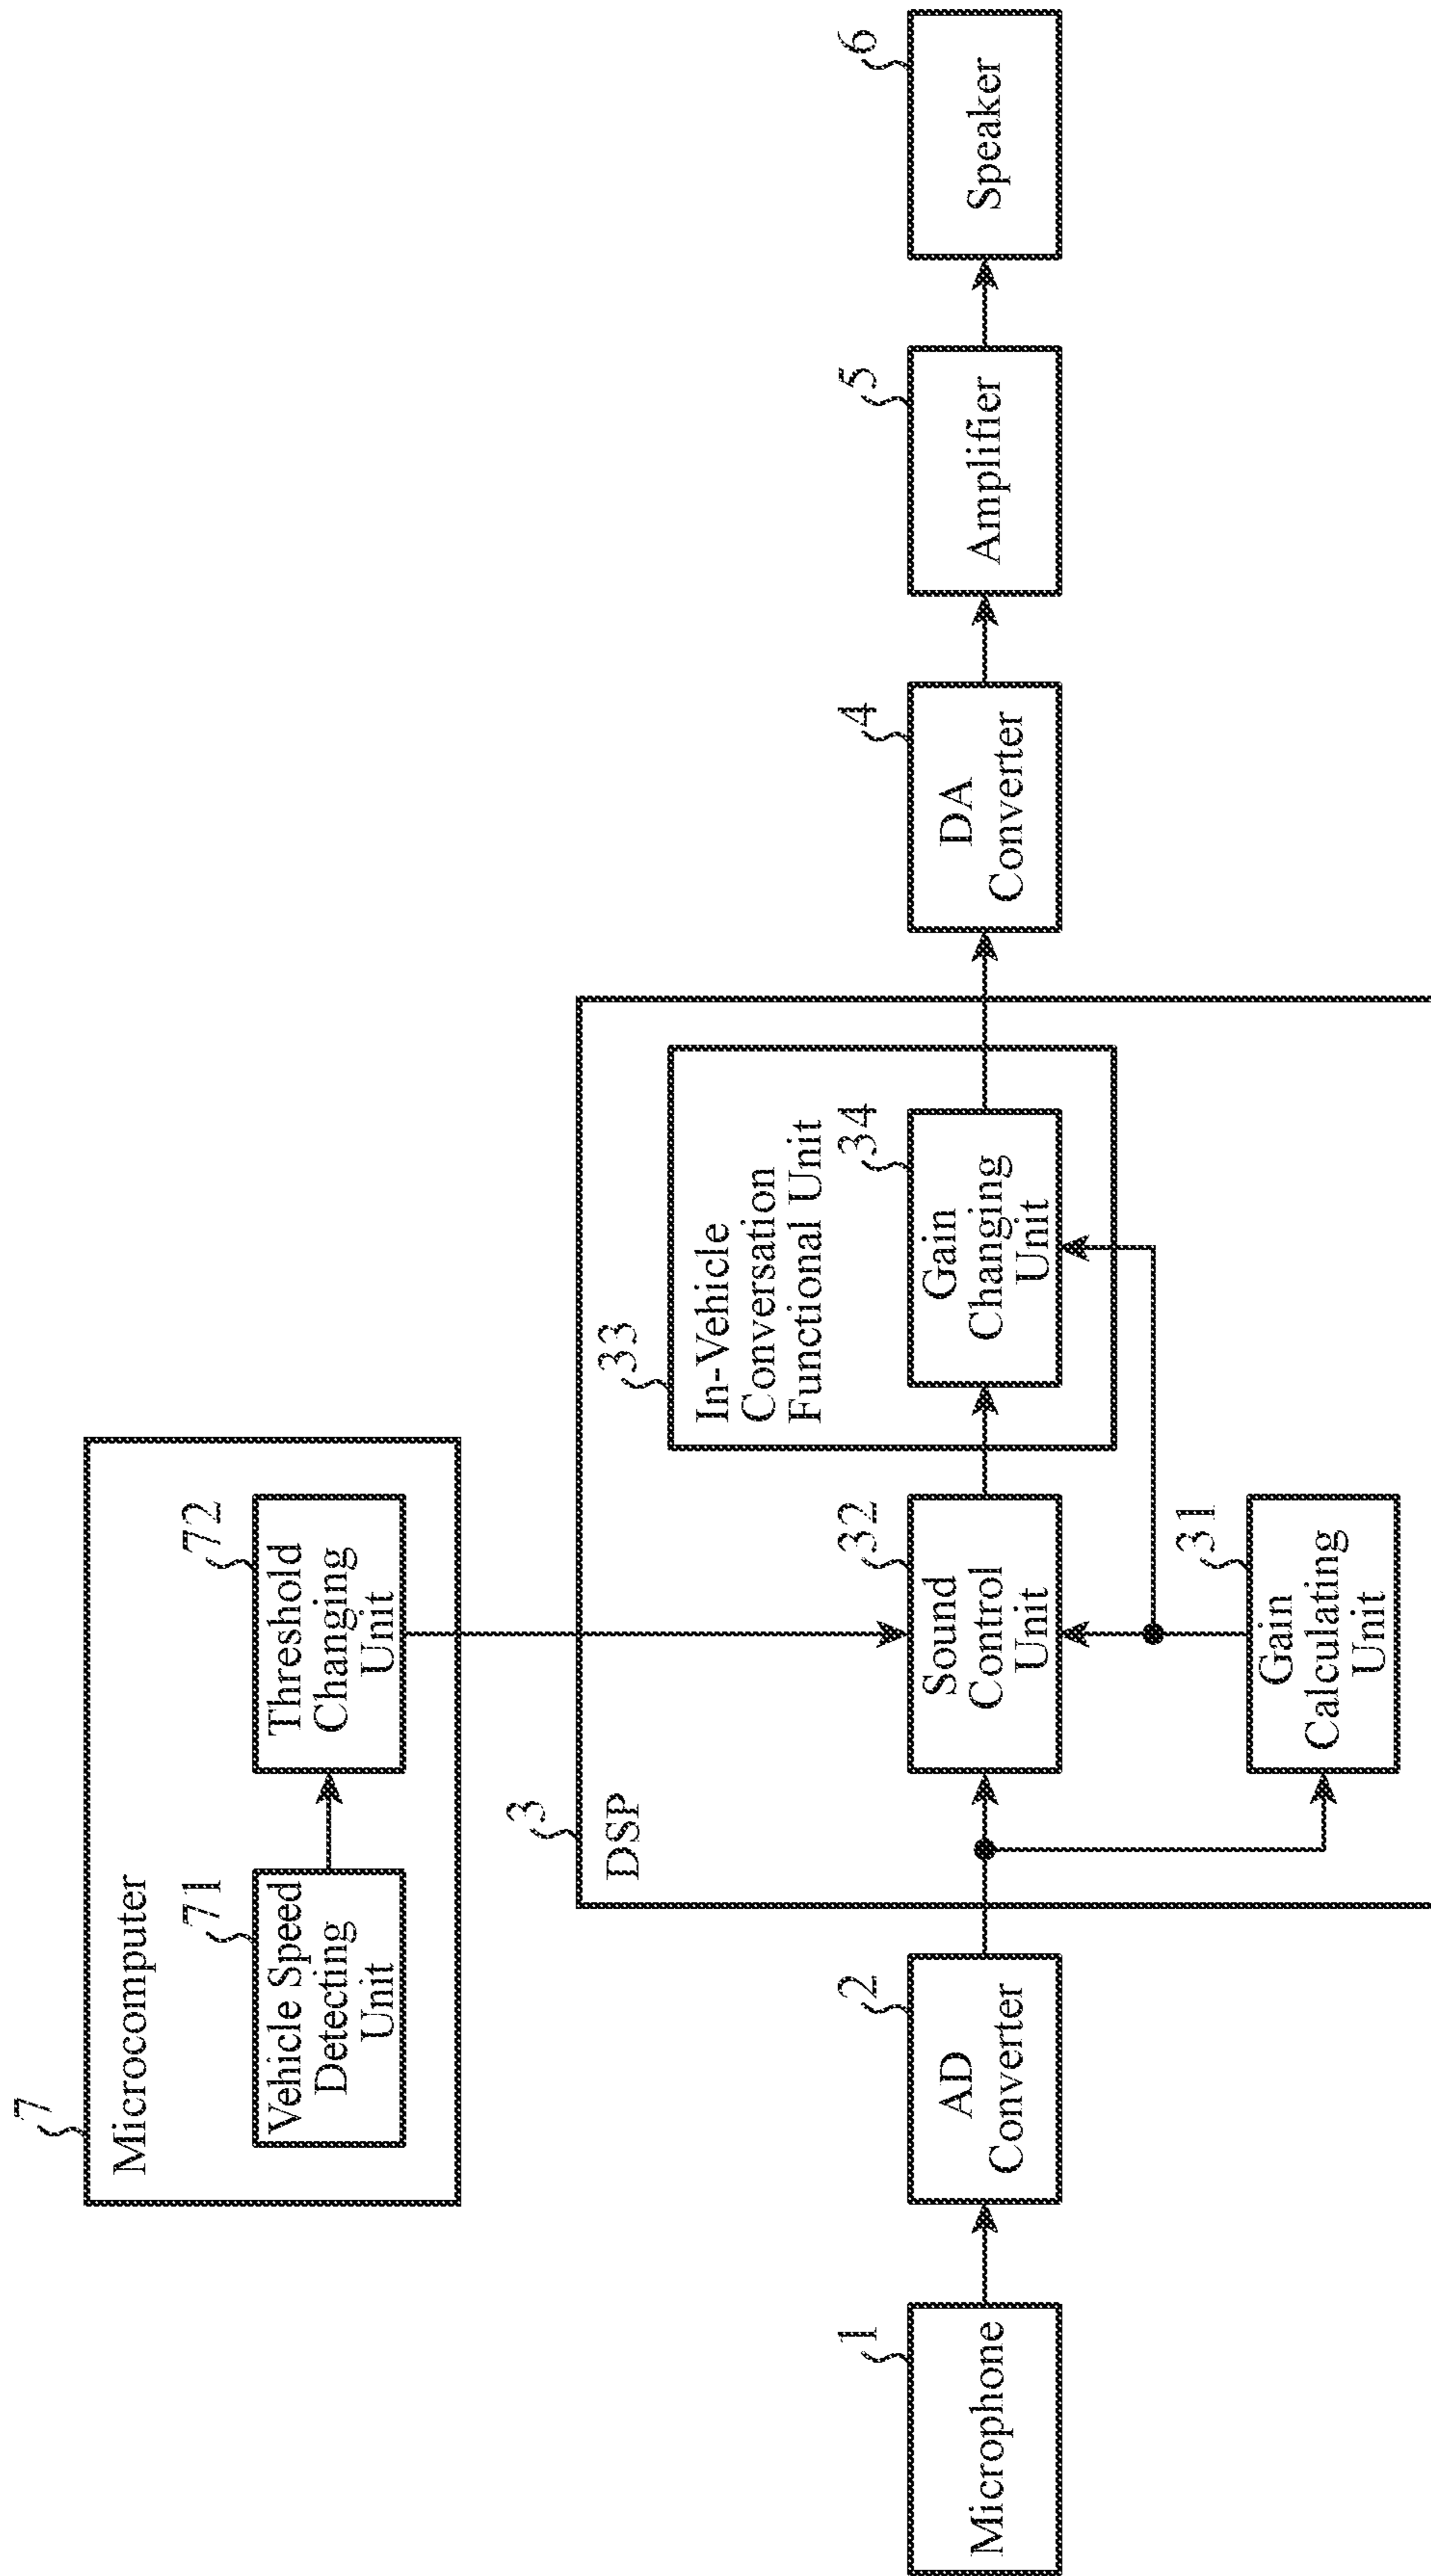 7
Microcomputer
71
Vehicle Speed
Detecting
Unit
72
Threshold
Changing
Unit
3
DSP
33
In-Vehicle
Conversation
Functional Unit
1
Microphone
2
AD
Converter
32
Sound
Control
Unit
34
Gain
Changing
Unit
4
DA
Converter
5
Amplifier
6
Speaker
31
Gain
Calculating
Unit